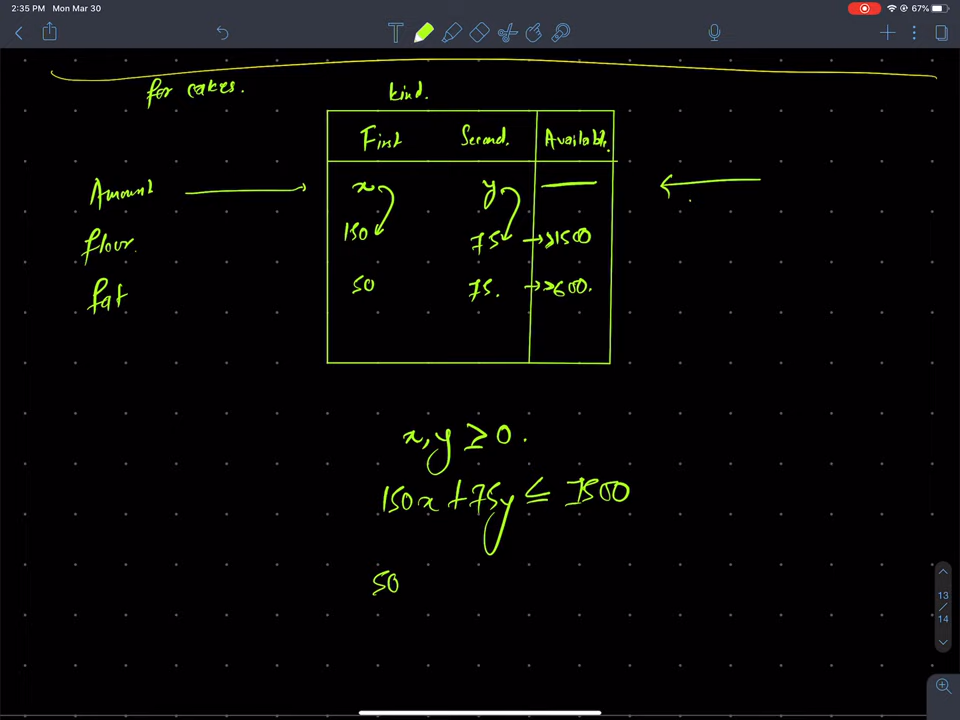 2:35 PM Mon Mar 30 67%
for cakes. kind.
First Second. Available.
Amount x y
flour. 150 75 1500
fat 50 75. 600.
x, y ≥ 0.
150x + 75y ≤ 7500
50
13
/
14